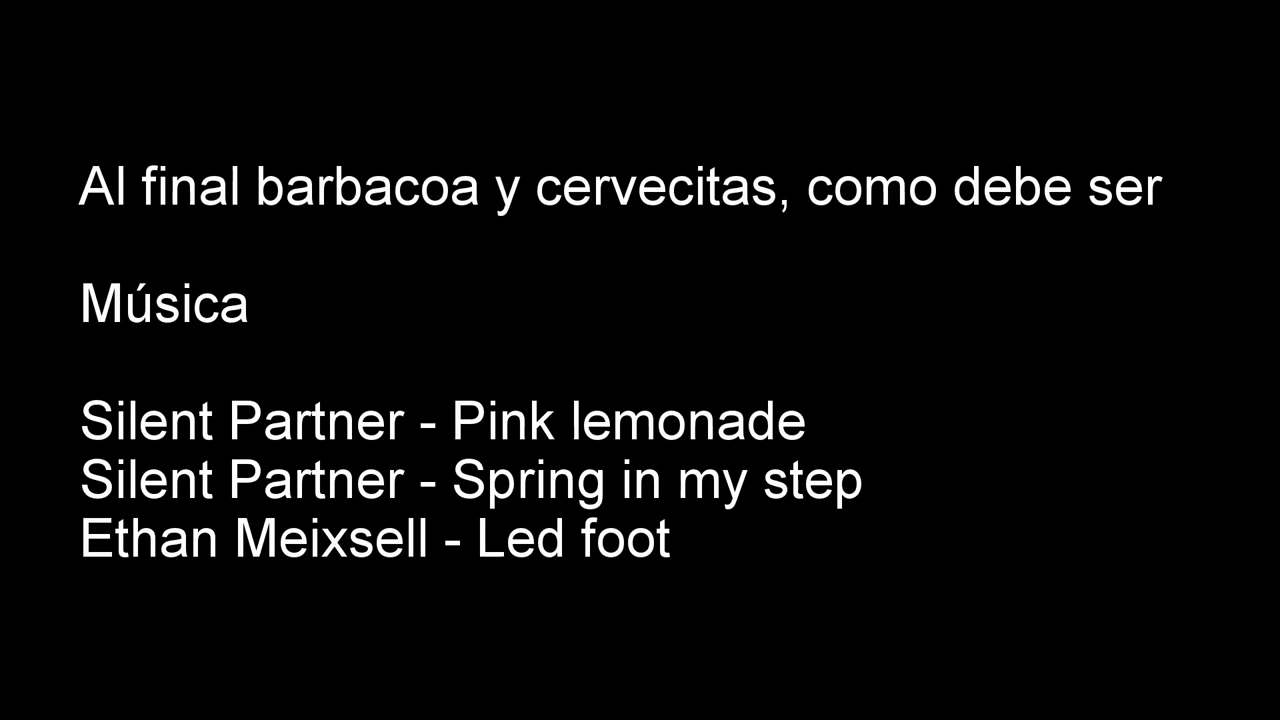 Al final barbacoa y cervecitas, como debe ser
Música
Silent Partner - Pink lemonade
Silent Partner - Spring in my step
Ethan Meixsell - Led foot